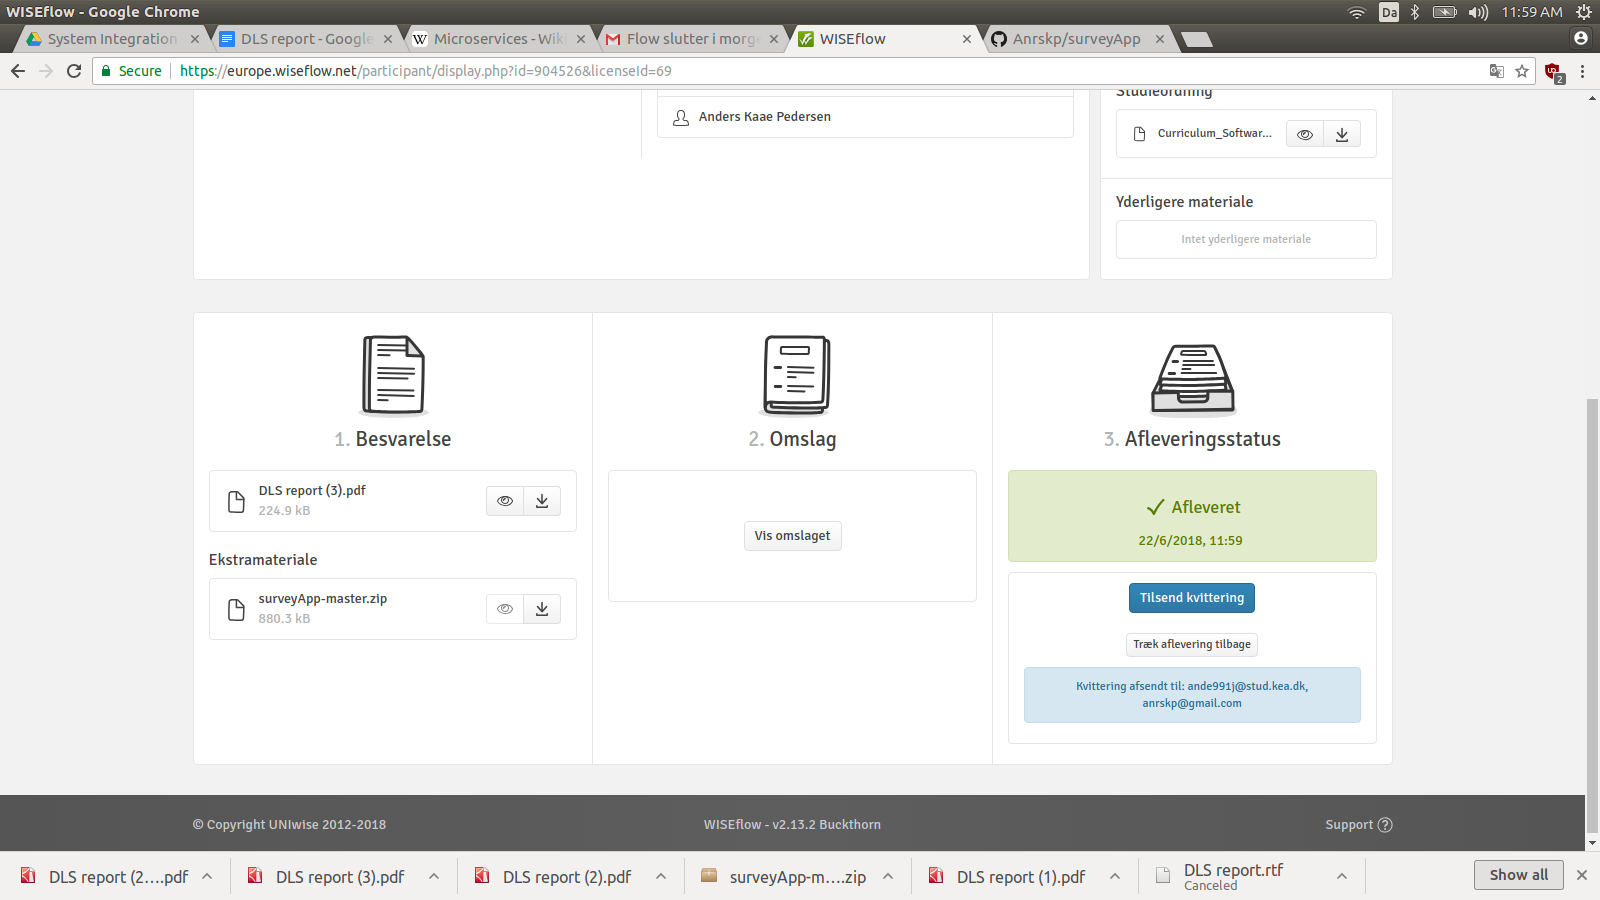 WISEflow - Google Chrome
Da
11:59 AM
System Integration
DLS report - Google
Microservices - Wiki
Flow slutter i morge
WISEflow
Anrskp/surveyApp
Secure
https://europe.wiseflow.net/participant/display.php?id=904526&licenseId=69
2
Studieordning
Anders Kaae Pedersen
Curriculum_Softwar...
Yderligere materiale
Intet yderligere materiale
1. Besvarelse
2. Omslag
3. Afleveringsstatus
DLS report (3).pdf
224.9 kB
Ekstramateriale
surveyApp-master.zip
880.3 kB
Vis omslaget
Afleveret
22/6/2018, 11:59
Tilsend kvittering
Træk aflevering tilbage
Kvittering afsendt til: ande991j@stud.kea.dk,
anrskp@gmail.com
© Copyright UNIwise 2012-2018
WISEflow - v2.13.2 Buckthorn
Support ?
DLS report (2....pdf
DLS report (3).pdf
DLS report (2).pdf
surveyApp-m....zip
DLS report (1).pdf
DLS report.rtf
Canceled
Show all